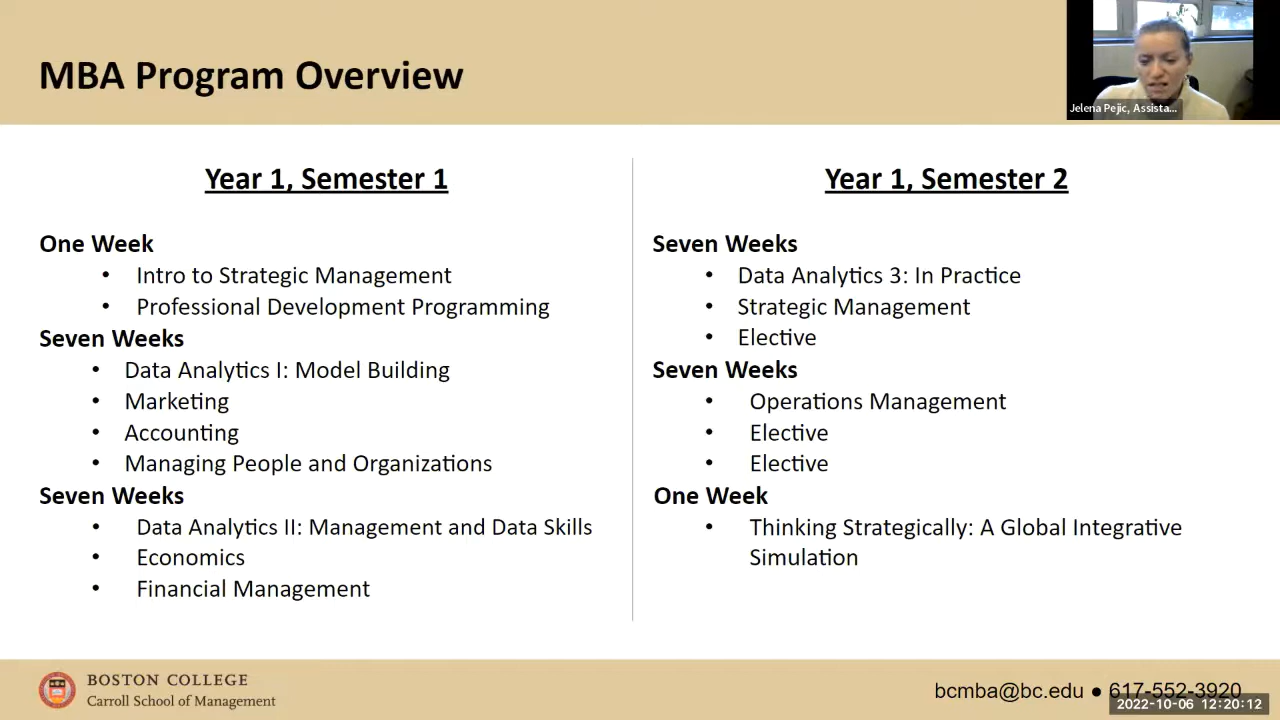 MBA Program Overview
Jelena Pejic, Assista...
Year 1, Semester 1
One Week
• Intro to Strategic Management
• Professional Development Programming
Seven Weeks
• Data Analytics I: Model Building
• Marketing
• Accounting
• Managing People and Organizations
Seven Weeks
• Data Analytics II: Management and Data Skills
• Economics
• Financial Management
Year 1, Semester 2
Seven Weeks
• Data Analytics 3: In Practice
• Strategic Management
• Elective
Seven Weeks
• Operations Management
• Elective
• Elective
One Week
• Thinking Strategically: A Global Integrative
Simulation
BOSTON COLLEGE
Carroll School of Management
bcmba@bc.edu ● 617-552-3920
2022-10-06 12:20:12